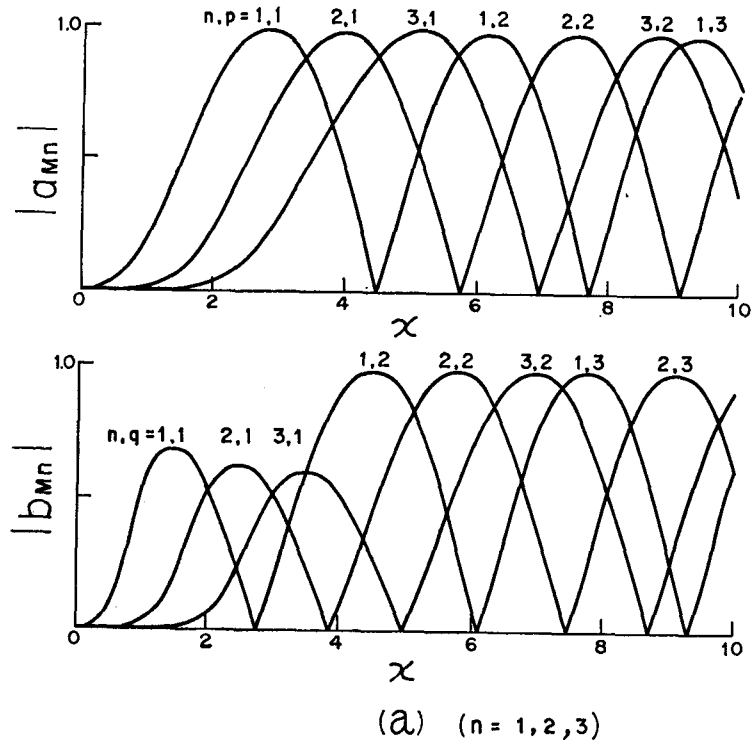 n,p=1,1 2,1 3,1 1,2 2,2 3,2 1,3
1.0
|aMn|
0 2 4 6 8 10
x
1.0
1,2 2,2 3,2 1,3 2,3
n,q=1,1 2,1 3,1
|bMn|
0 2 4 6 8 10
x
(a) (n = 1,2,3)